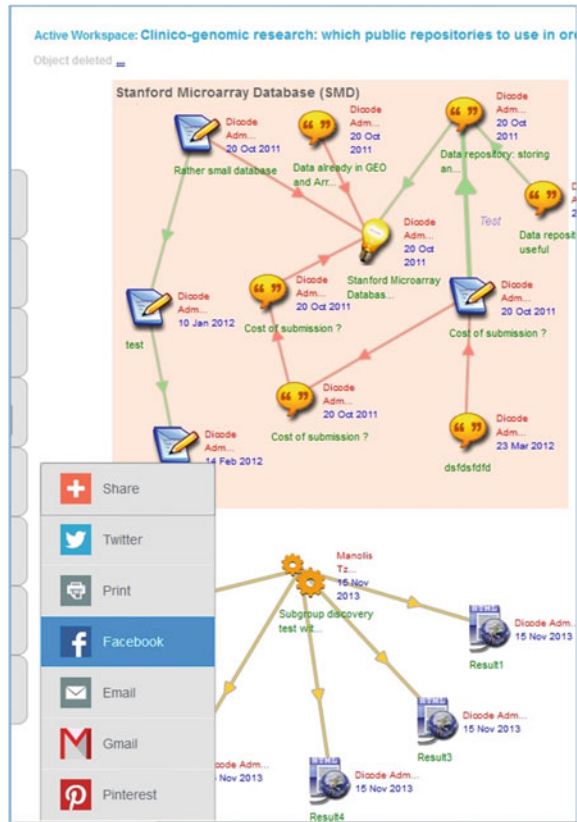 Active Workspace: Clinico-genomic research: which public repositories to use in or
Object deleted ...
Stanford Microarray Database (SMD)
Dicode
Adm...
20 Oct 2011
Rather small database
Dicode
Adm...
20 Oct
2011
Data already in GEO
and Arr...
Dicode
Adm...
20 Oct
2011
Data repository: storing
an...
Data reposit
useful
Test
Dicode
Adm...
20 Oct
2011
Stanford Microarray
Databas...
Dicode
Adm...
10 Jan 2012
test
Dicode
Adm...
20 Oct 2011
Cost of submission ?
Dicode
Adm...
20 Oct 2011
Cost of submission ?
Dicode
Adm...
20 Oct 2011
Cost of submission ?
Dicode
Adm...
23 Mar 2012
dsfdsfdfd
Dicode
Adm...
14 Feb 2012
Share
Twitter
Print
Facebook
Email
Gmail
Pinterest
Manolis
Tz...
15 Nov
2013
Subgroup discovery
test wit...
HTML
Dicode Adm...
15 Nov 2013
Result1
HTML
Dicode Adm...
15 Nov 2013
Result3
HTML
Dicode Adm...
15 Nov 2013
Result4
Adm...
Nov 2013